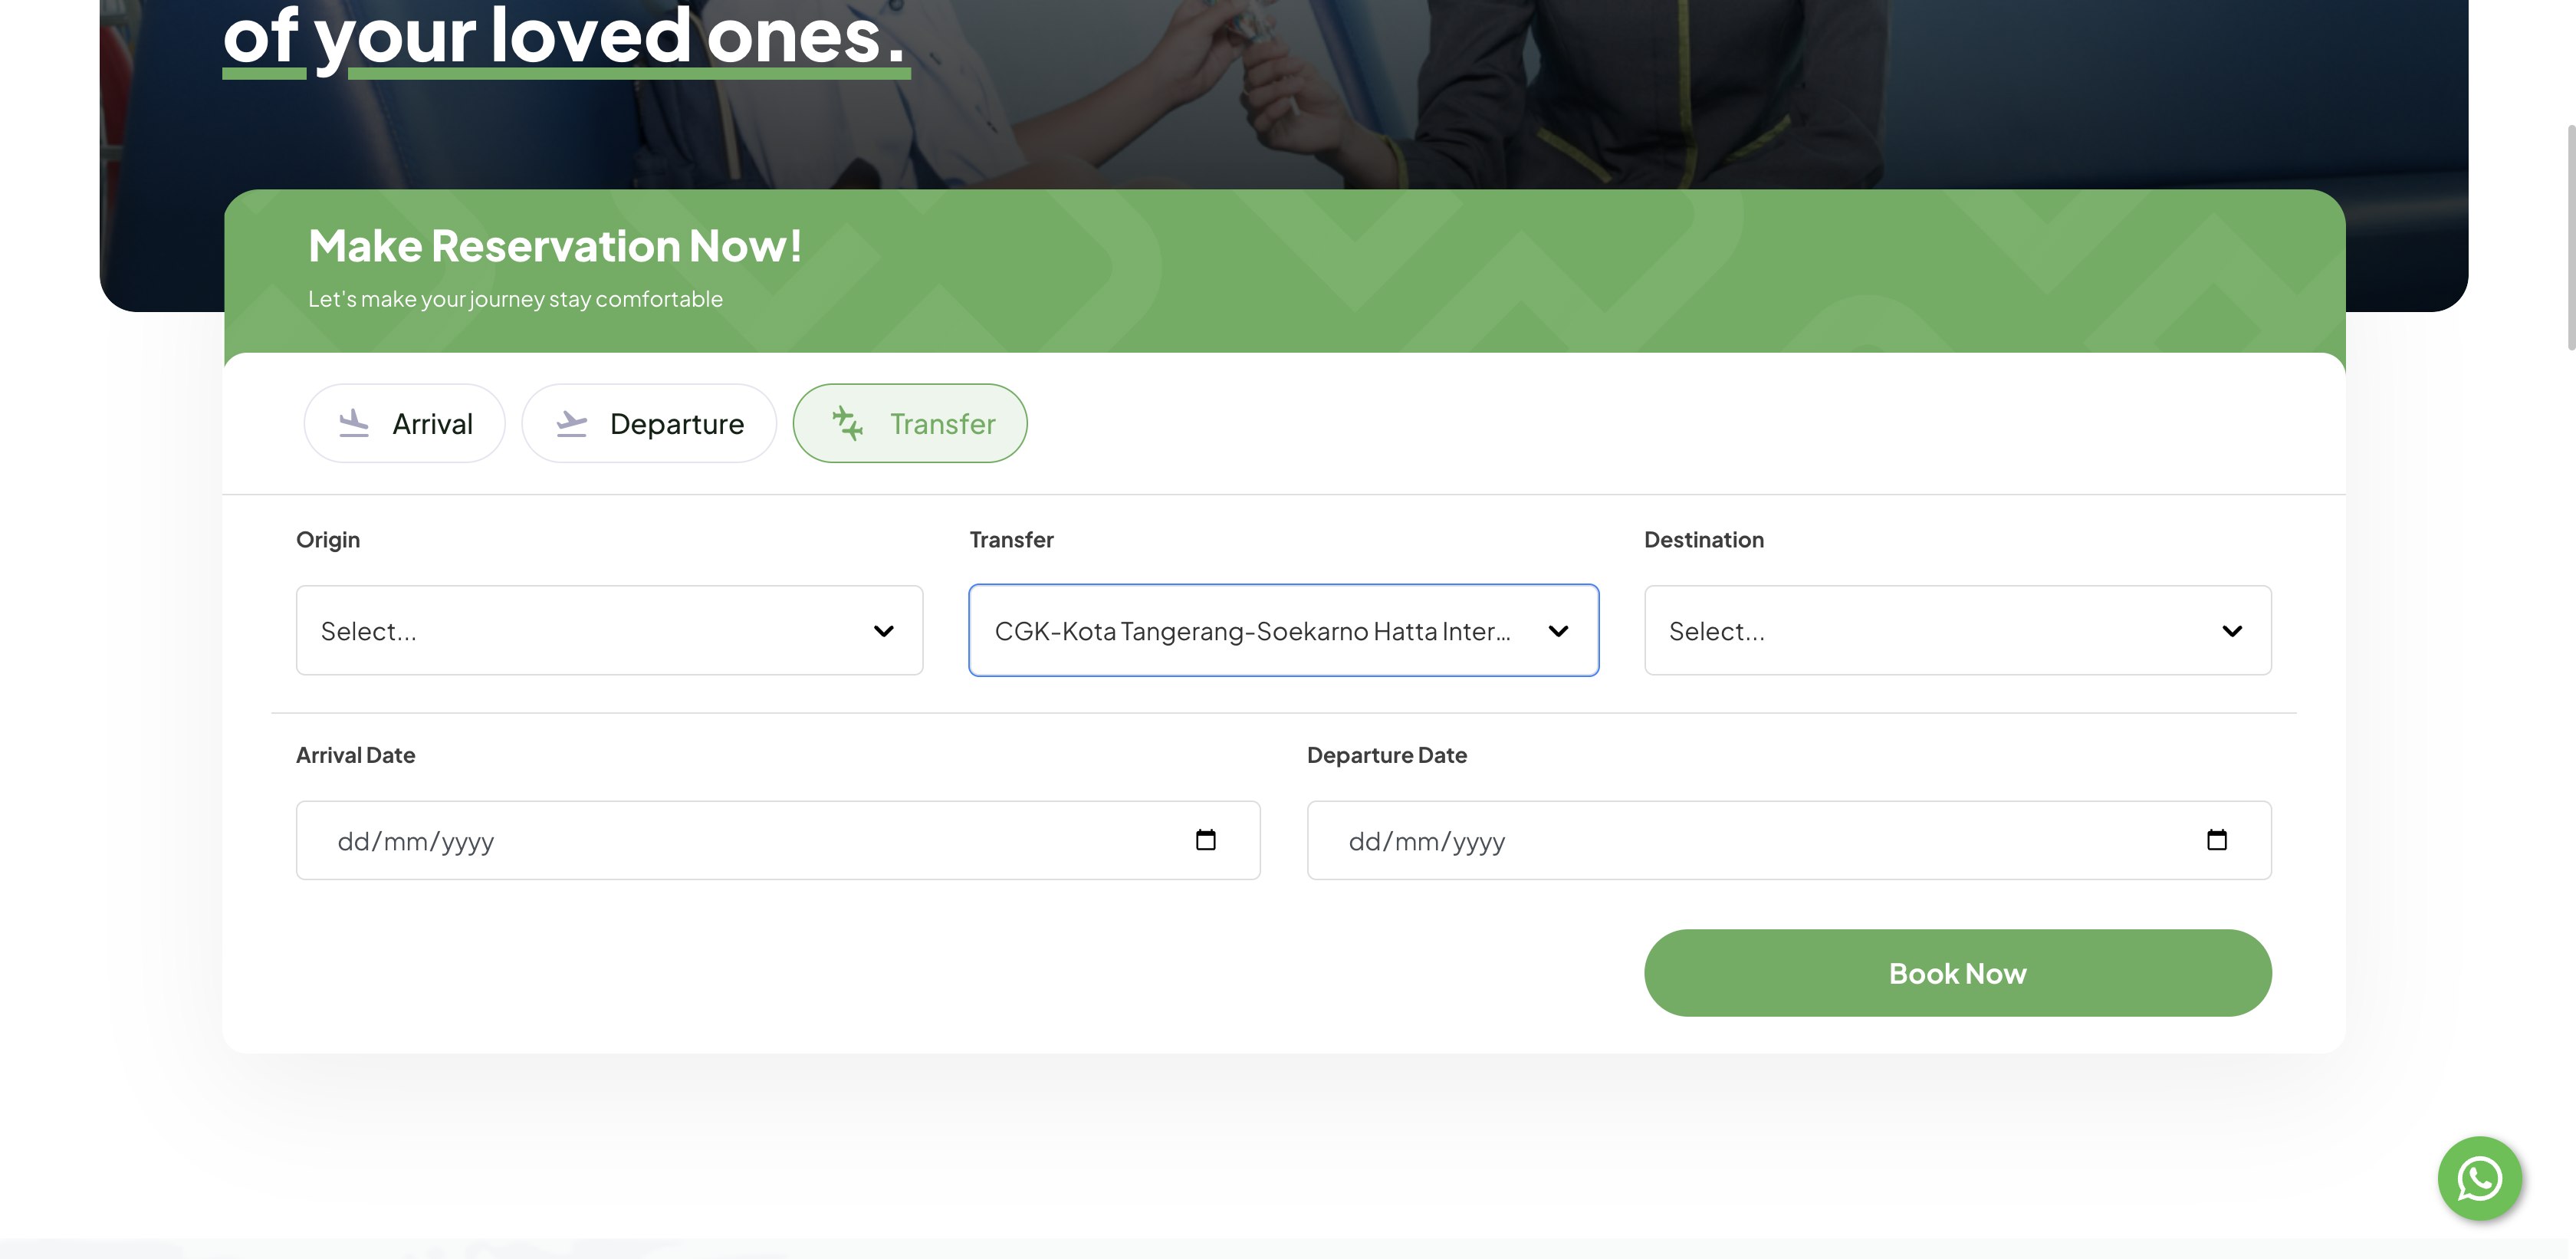 of your loved ones.
Make Reservation Now!
Let's make your journey stay comfortable
Arrival
Departure
Transfer
Origin
Transfer
Destination
Select...
CGK-Kota Tangerang-Soekarno Hatta Inter...
Select...
Arrival Date
Departure Date
dd/mm/yyyy
dd/mm/yyyy
Book Now